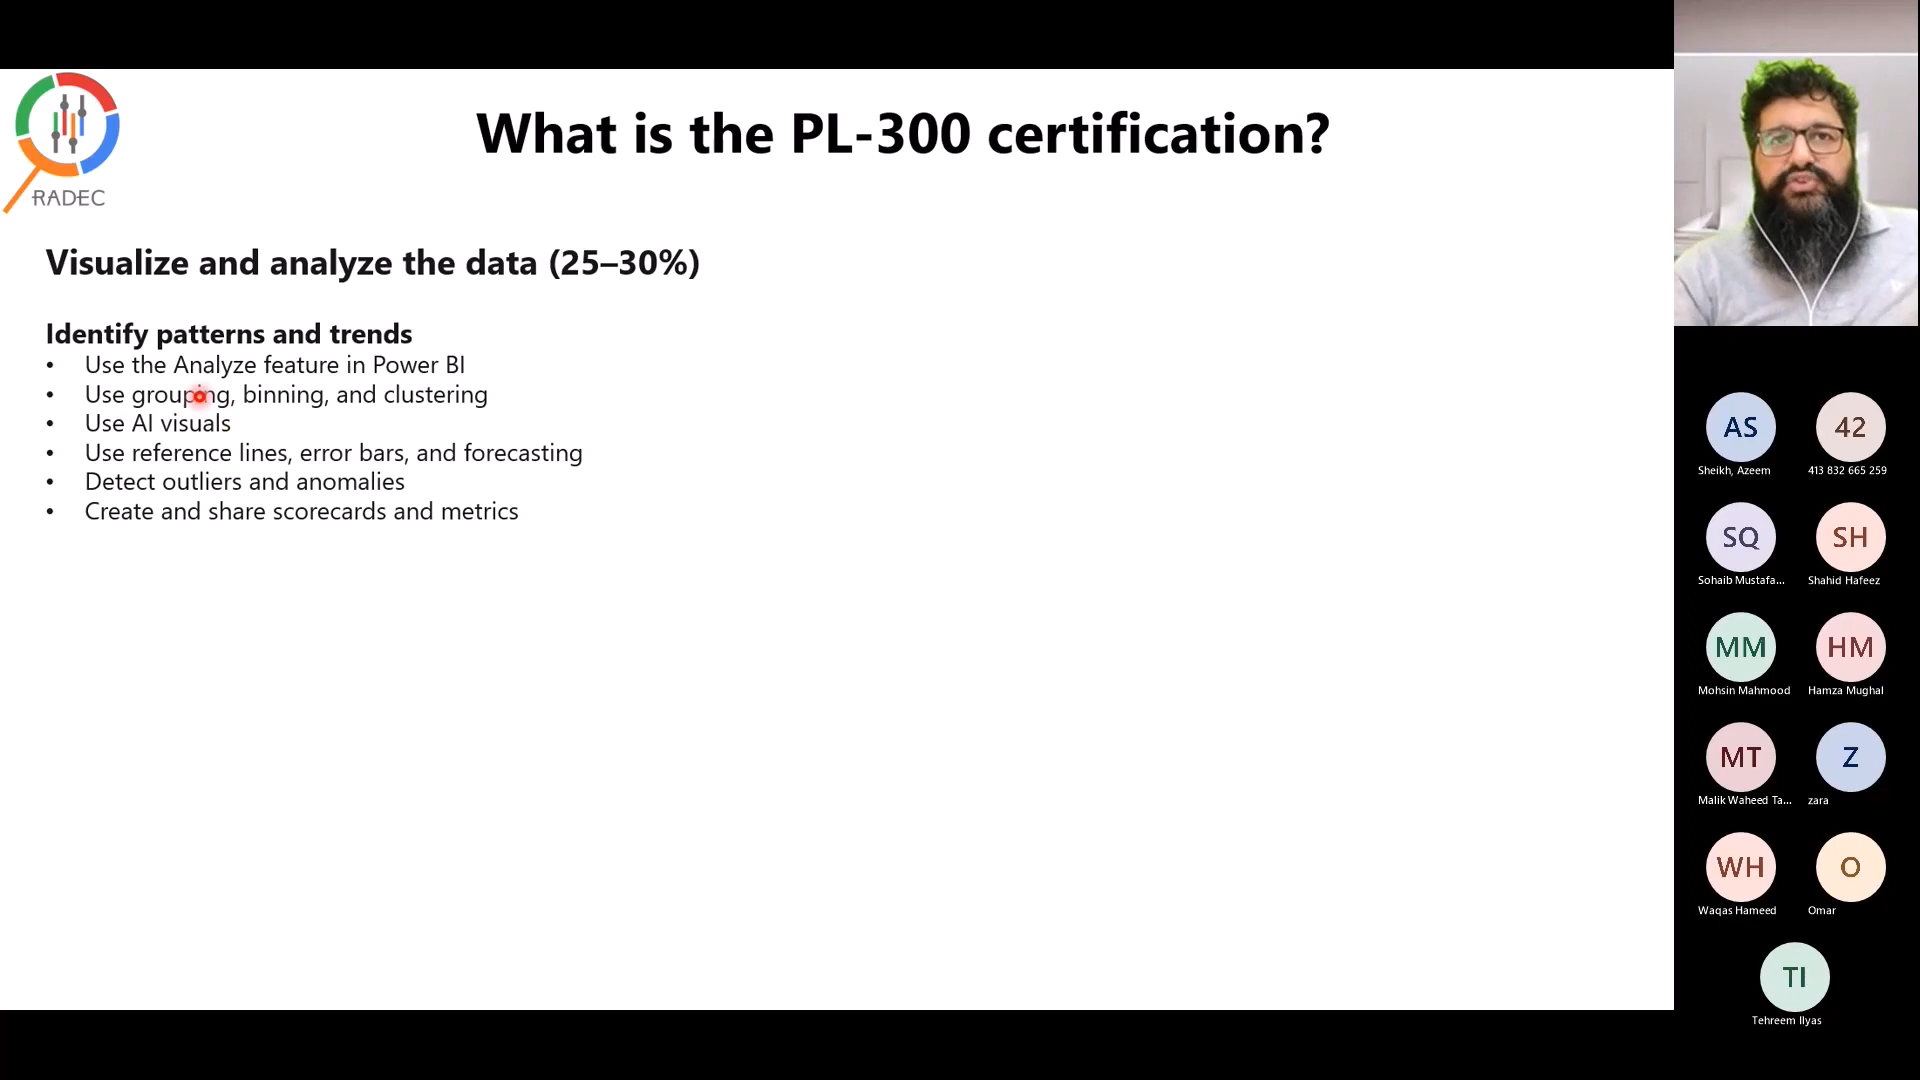 RADEC
What is the PL-300 certification?
Visualize and analyze the data (25–30%)
Identify patterns and trends
• Use the Analyze feature in Power BI
• Use grouping, binning, and clustering
• Use AI visuals
• Use reference lines, error bars, and forecasting
• Detect outliers and anomalies
• Create and share scorecards and metrics
AS
Sheikh, Azeem
42
413 832 665 259
SQ
Sohaib Mustafa...
SH
Shahid Hafeez
MM
Mohsin Mahmood
HM
Hamza Mughal
MT
Malik Waheed Ta...
Z
zara
WH
Waqas Hameed
O
Omar
TI
Tehreem Ilyas